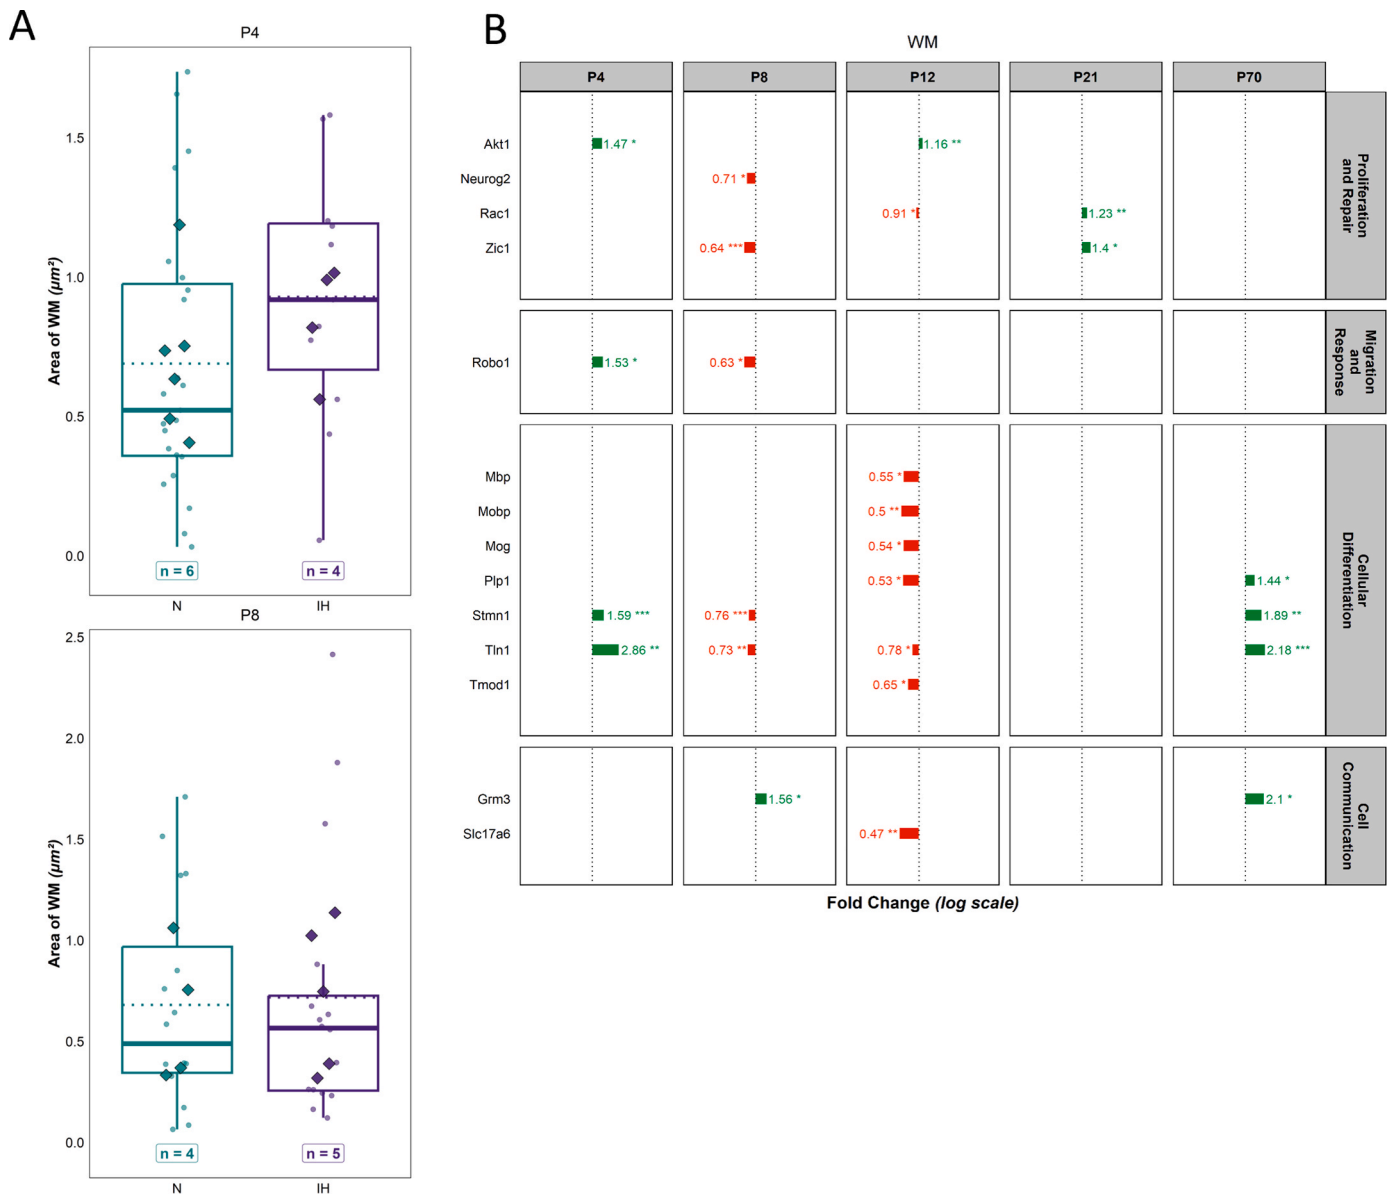 A
P4
Area of WM (μm²)
1.5
1.0
0.5
0.0
n = 6
n = 4
N
IH
P8
Area of WM (μm²)
2.5
2.0
1.5
1.0
0.5
0.0
n = 4
n = 5
N
IH
B
WM
P4
P8
P12
P21
P70
Akt1
1.47 *
1.16 **
Neurog2
0.71 *
Rac1
0.91 *
1.23 **
Zic1
0.64 ***
1.4 *
Proliferation
and Repair
Robo1
1.53 *
0.63 *
Migration
and
Response
Mbp
0.55 *
Mobp
0.5 **
Mog
0.54 *
Plp1
0.53 *
1.44 *
Stmn1
1.59 ***
0.76 ***
1.89 **
Tln1
2.86 **
0.73 **
0.78 *
2.18 ***
Tmod1
0.65 *
Cellular
Differentiation
Grm3
1.56 *
2.1 *
Slc17a6
0.47 **
Cell
Communication
Fold Change (log scale)